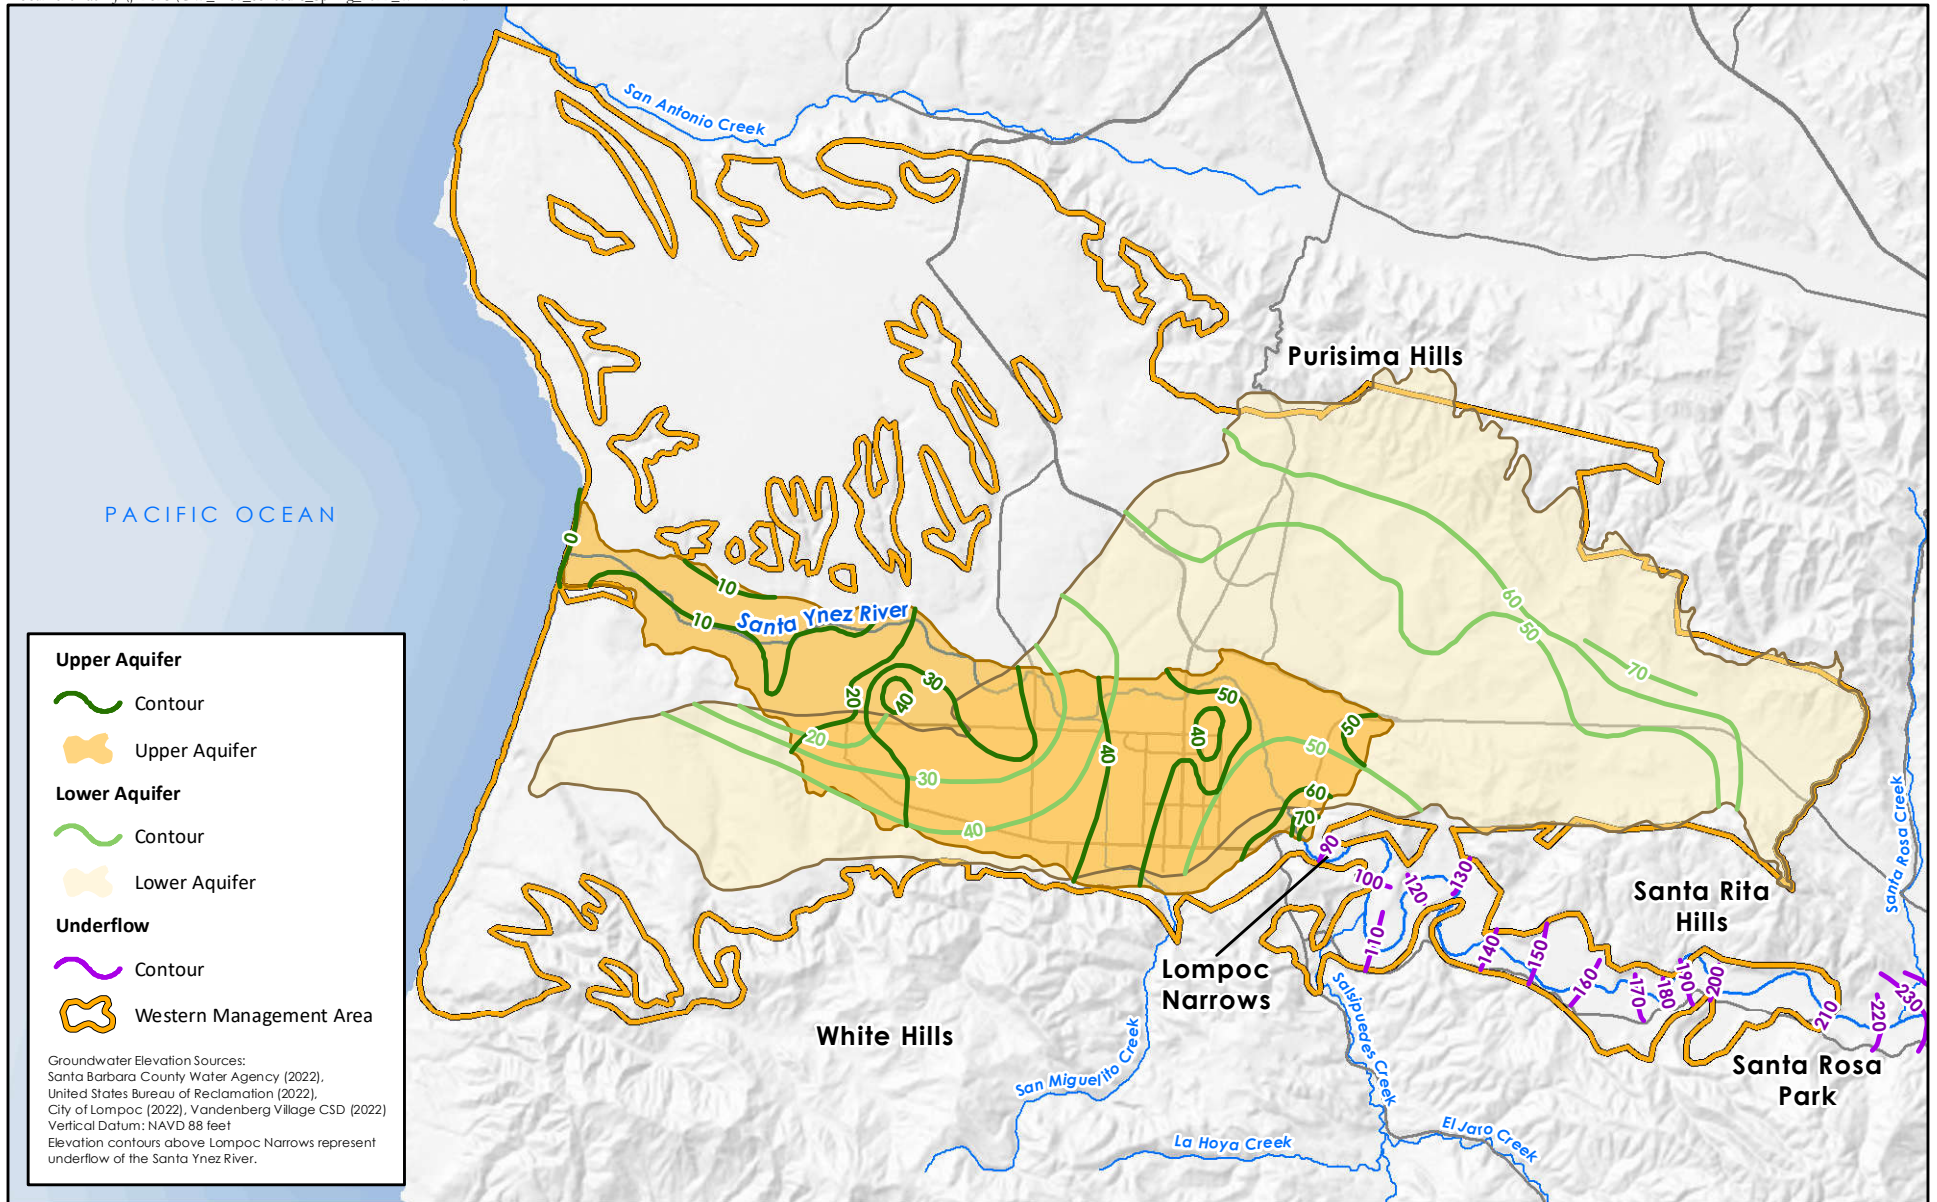 San Antonio Creek
Purisima Hills
PACIFIC OCEAN
0
10
10
Santa Ynez River
20
30
40
40
40
50
50
60
70
20
30
40
50
60
50
70
90
100
110
120
130
140
150
160
170
180
190
200
210
220
230
Santa Rosa Creek
Santa Rita
Hills
Lompoc
Narrows
Salsipuedes Creek
White Hills
San Miguelito Creek
Santa Rosa
Park
La Hoya Creek
El Jaro Creek
Upper Aquifer
Contour
Upper Aquifer
Lower Aquifer
Contour
Lower Aquifer
Underflow
Contour
Western Management Area
Groundwater Elevation Sources:
Santa Barbara County Water Agency (2022),
United States Bureau of Reclamation (2022),
City of Lompoc (2022), Vandenberg Village CSD (2022)
Vertical Datum: NAVD 88 feet
Elevation contours above Lompoc Narrows represent
underflow of the Santa Ynez River.